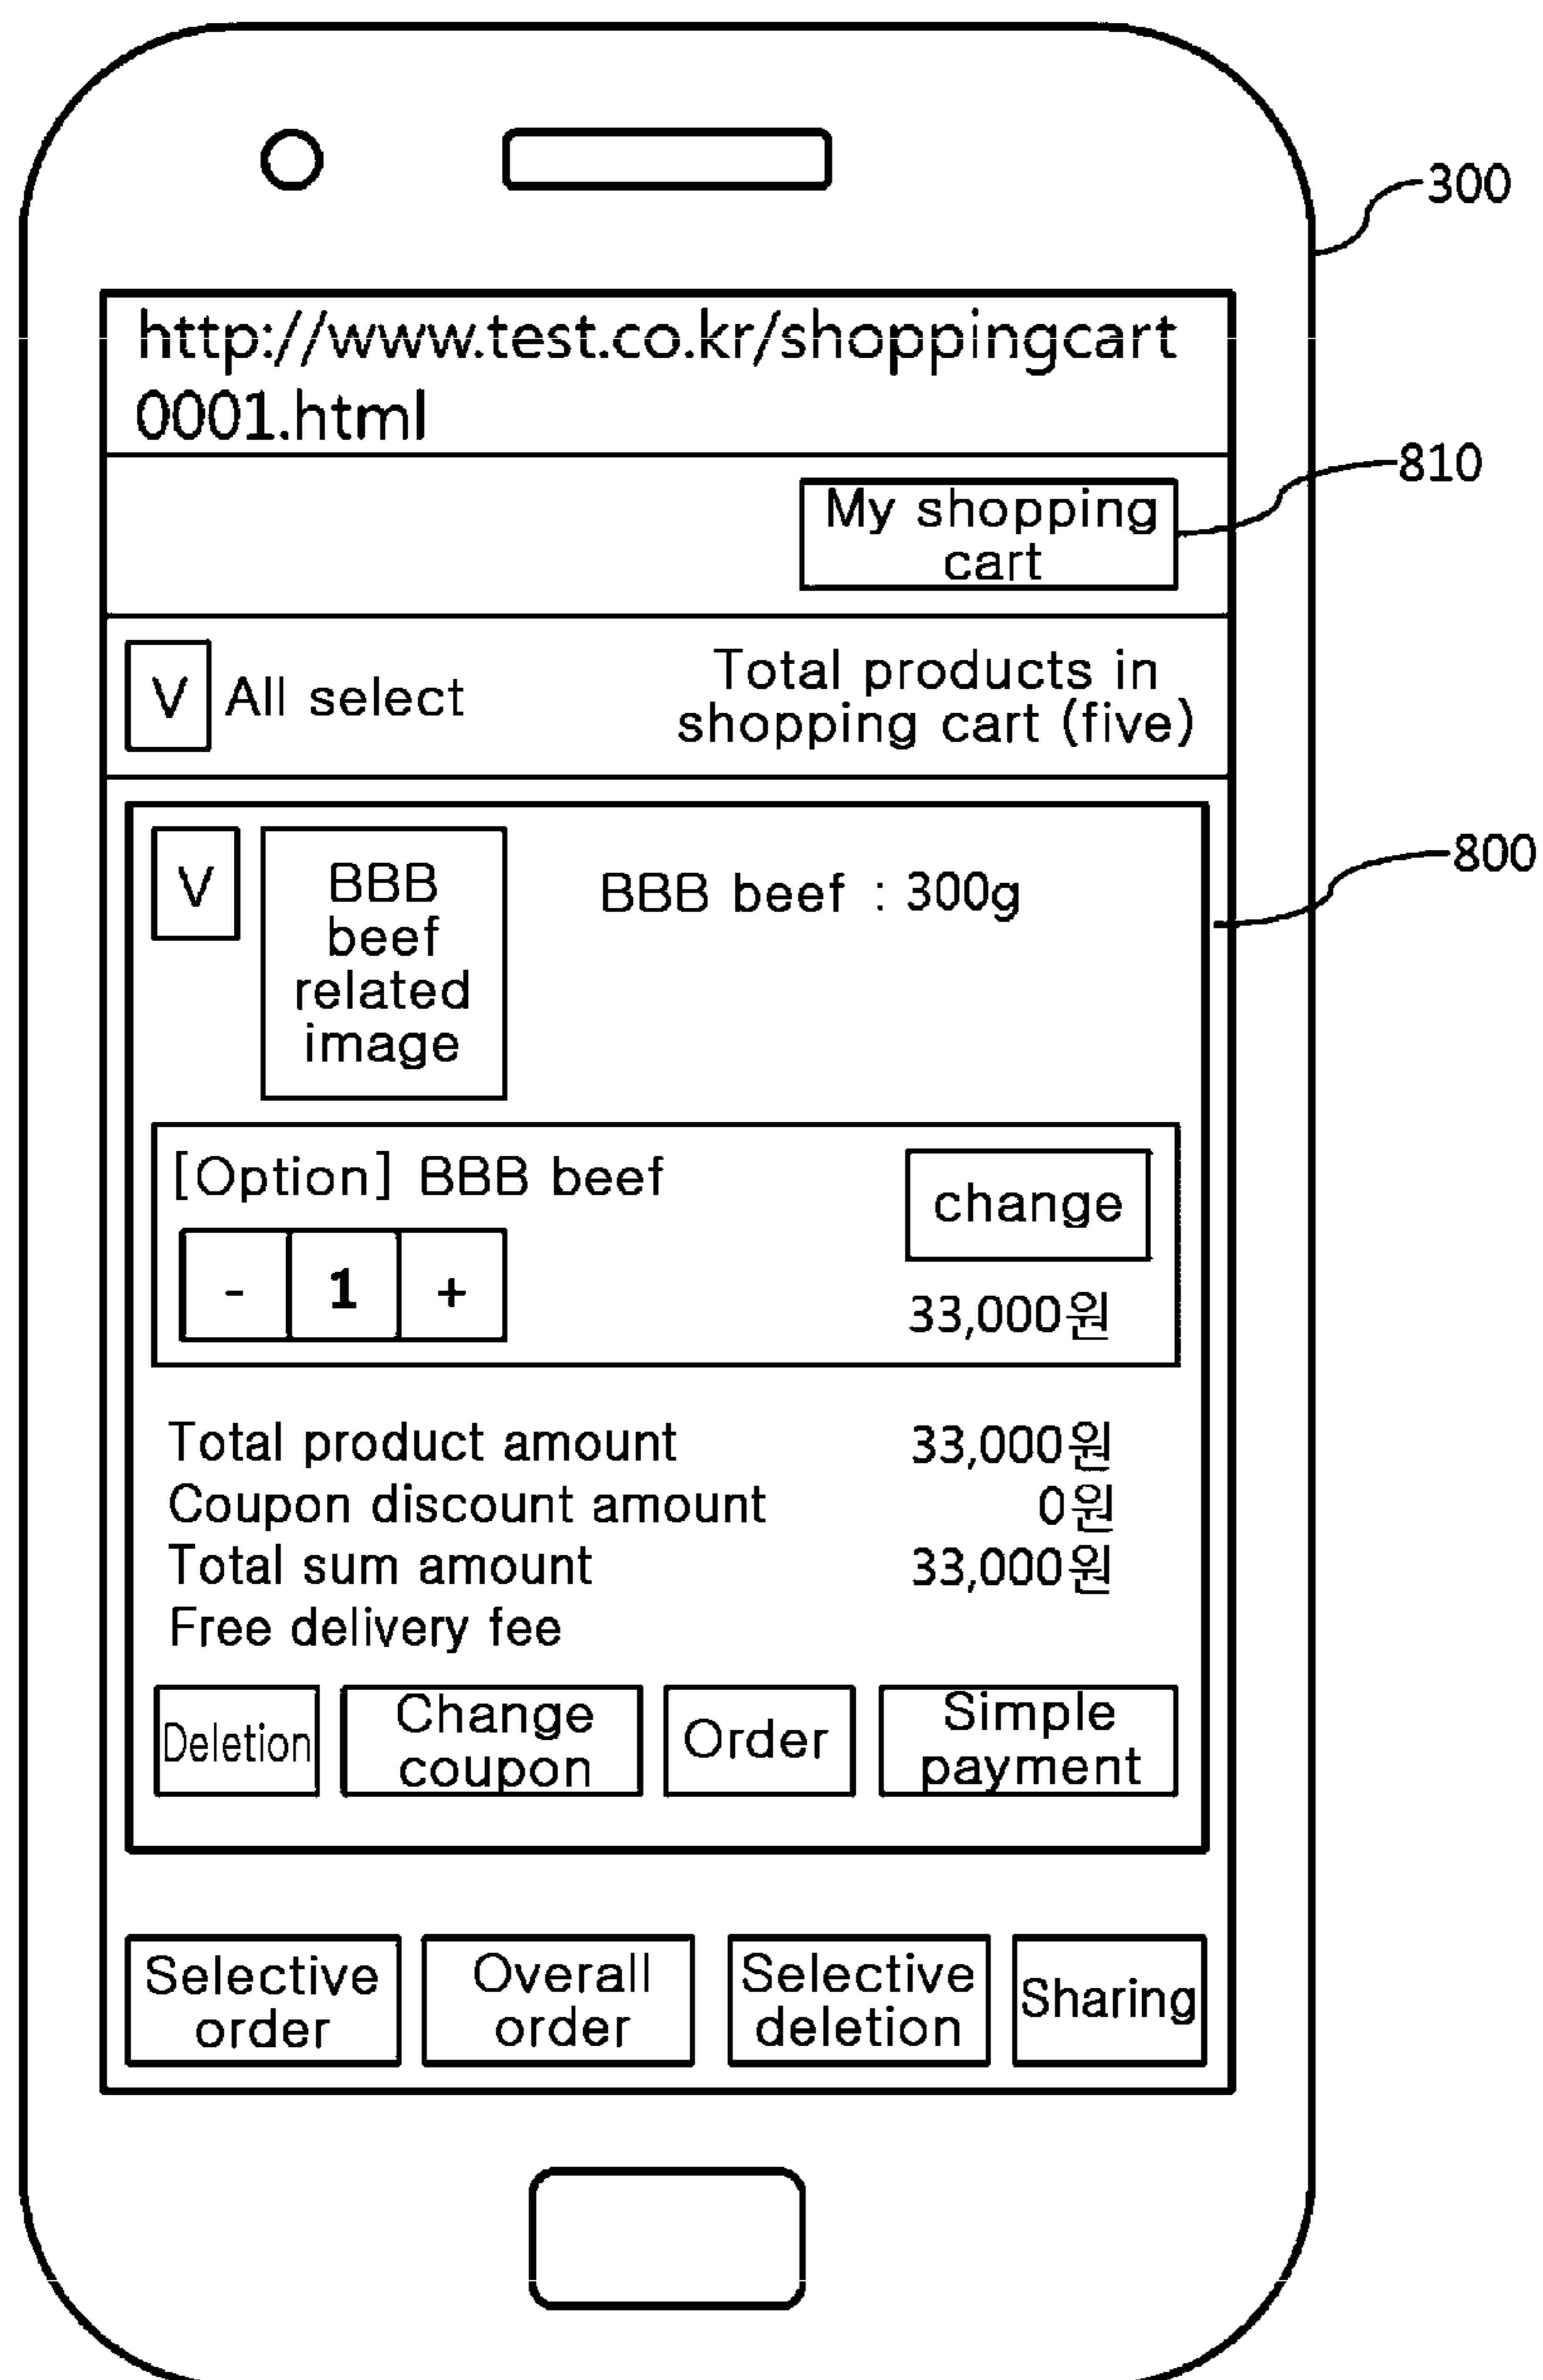 300
http://www.test.co.kr/shoppingcart
0001.html
810
My shopping
cart
V All select
Total products in
shopping cart (five)
800
V
BBB
beef
related
image
BBB beef : 300g
[Option] BBB beef
change
- 1 +
33,000원
Total product amount 33,000원
Coupon discount amount 0원
Total sum amount 33,000원
Free delivery fee
Deletion
Change
coupon
Order
Simple
payment
Selective
order
Overall
order
Selective
deletion
Sharing